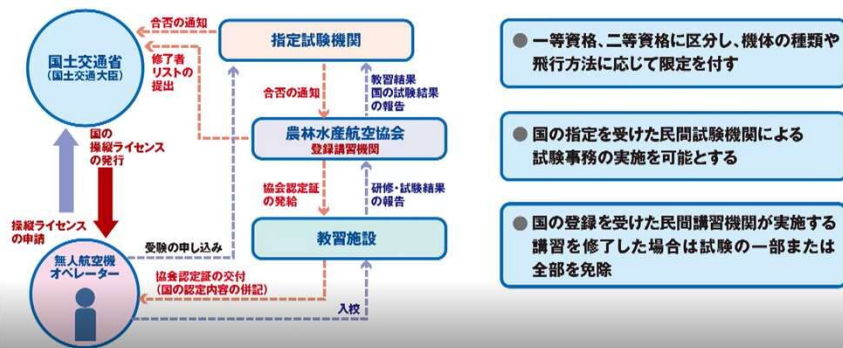 合否の通知
指定試験機関
国土交通省
(国土交通大臣)
修了者
リストの
提出
合否の通知
教習結果
国の試験結果
の報告
農林水産航空協会
登録講習機関
国の
操縦ライセンス
の発行
協会認定証
の発給
研修・試験結果
の報告
操縦ライセンス
の申請
受験の申し込み
教習施設
無人航空機
オペレーター
協会認定証の交付
(国の認定内容の併記)
入校
● 一等資格、二等資格に区分し、機体の種類や
飛行方法に応じて限定を付す
● 国の指定を受けた民間試験機関による
試験事務の実施を可能とする
● 国の登録を受けた民間講習機関が実施する
講習を修了した場合は試験の一部または
全部を免除